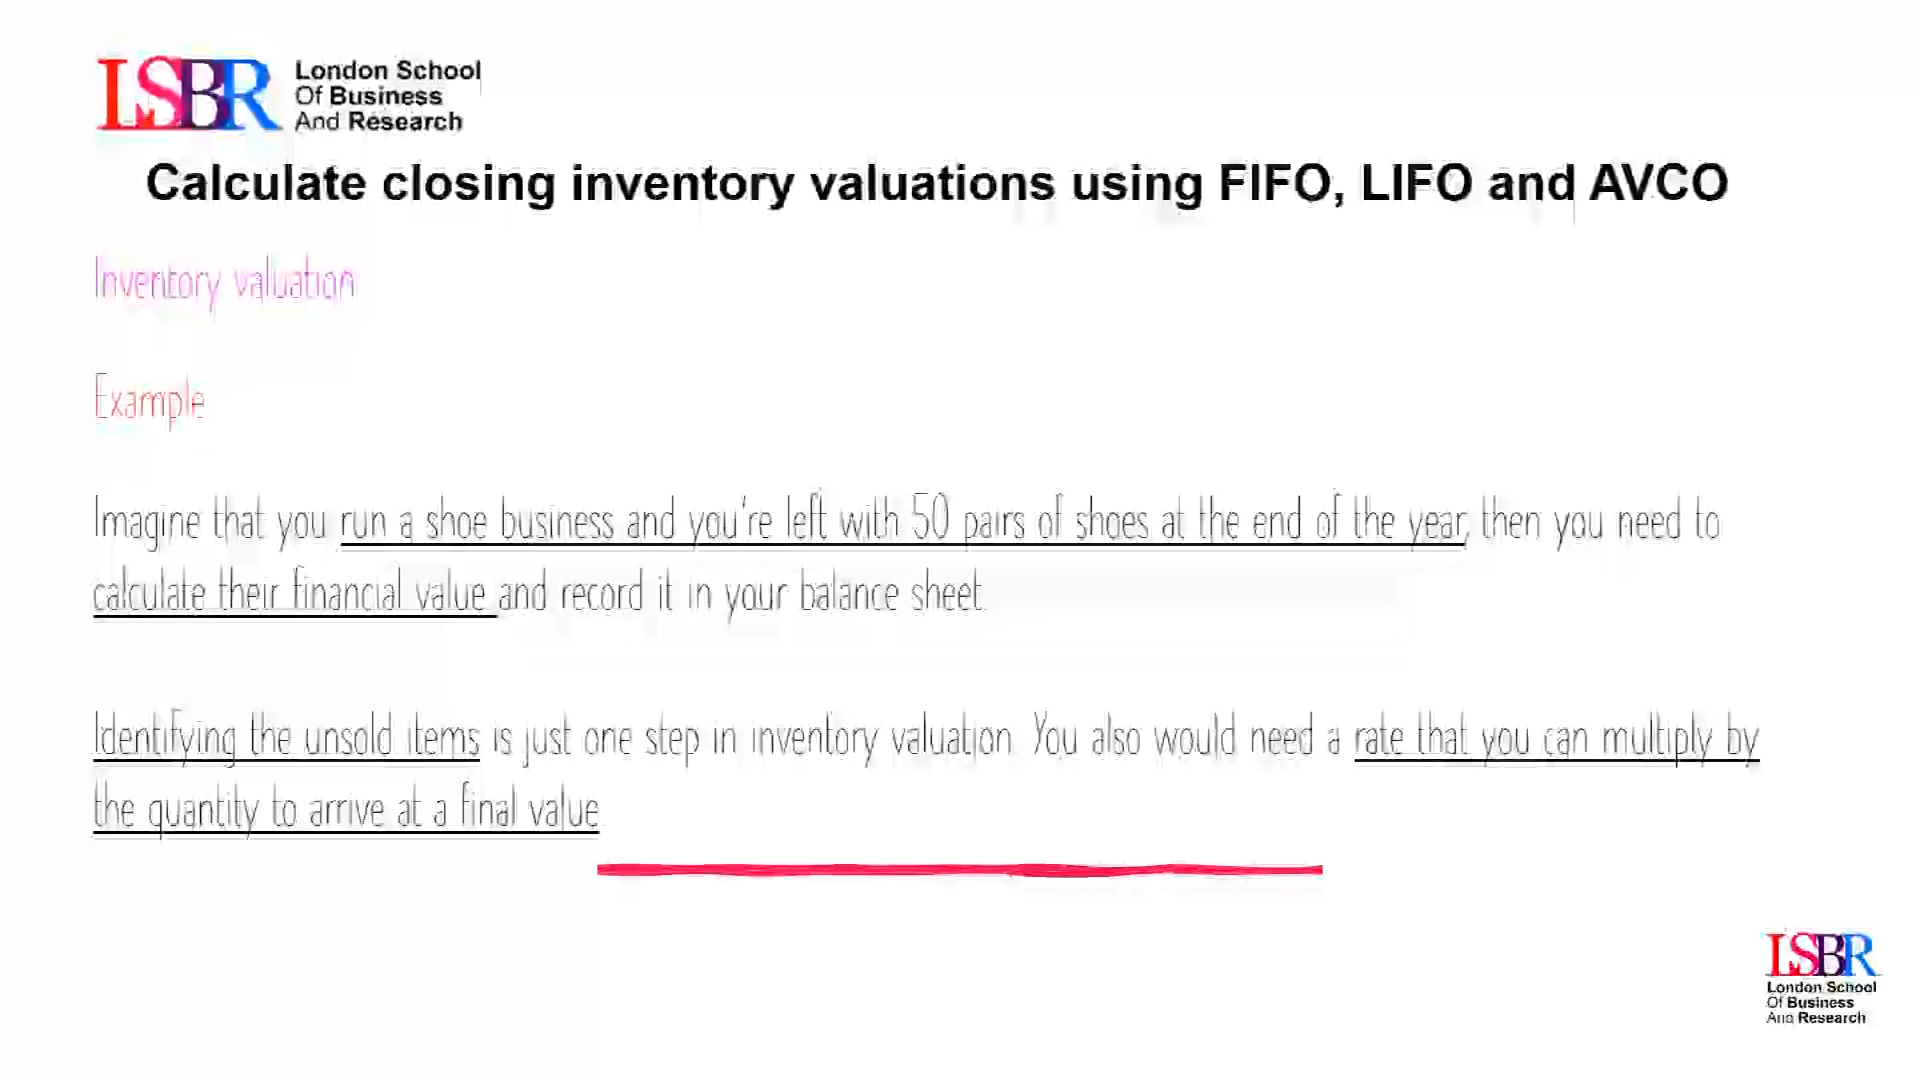 LSBR
London School
Of Business
And Research
Calculate closing inventory valuations using FIFO, LIFO and AVCO
Inventory valuation
Example
Imagine that you run a shoe business and you're left with 50 pairs of shoes at the end of the year, then you need to
calculate their financial value and record it in your balance sheet.
Identifying the unsold items is just one step in inventory valuation. You also would need a rate that you can multiply by
the quantity to arrive at a final value
LSBR
London School
Of Business
And Research